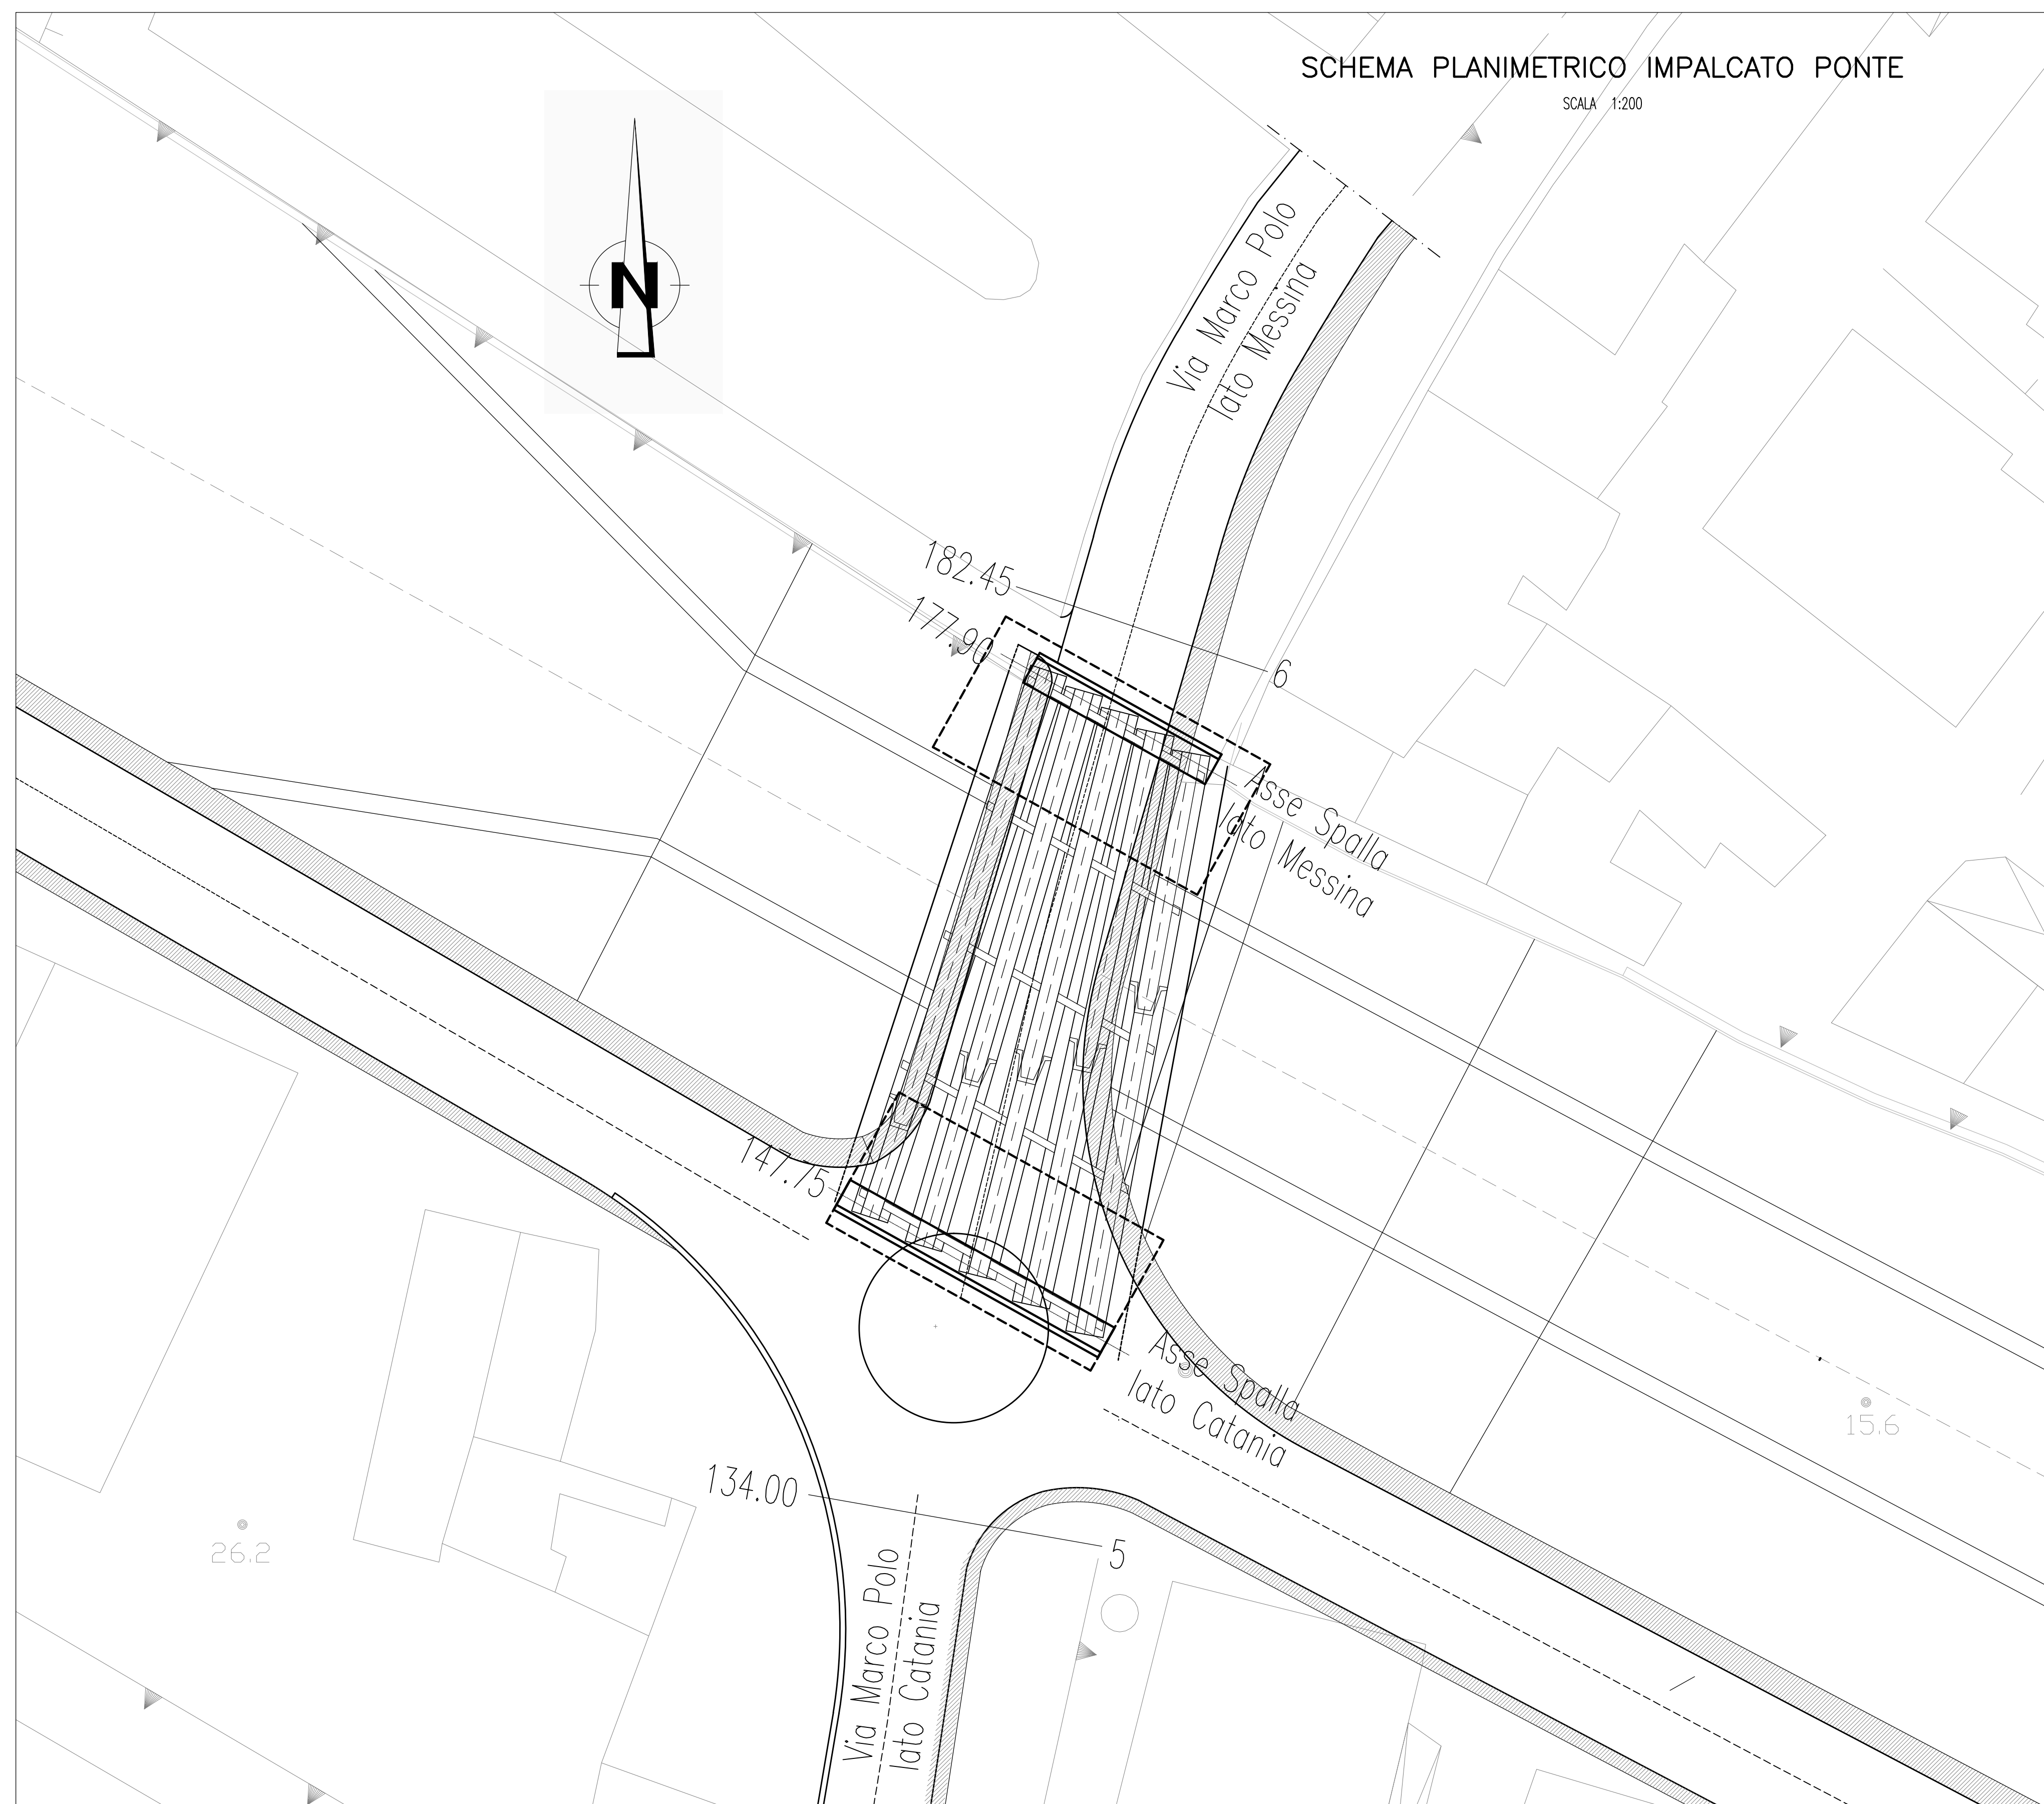 SCHEMA PLANIMETRICO IMPALCATO PONTE
SCALA 1:200
N
Via Marco Polo
lato Messina
182.45
177.90
6
Asse Spalla
lato Messina
147.75
Asse Spalla
lato Catania
15.6
134.00
5
26.2
Via Marco Polo
lato Catania